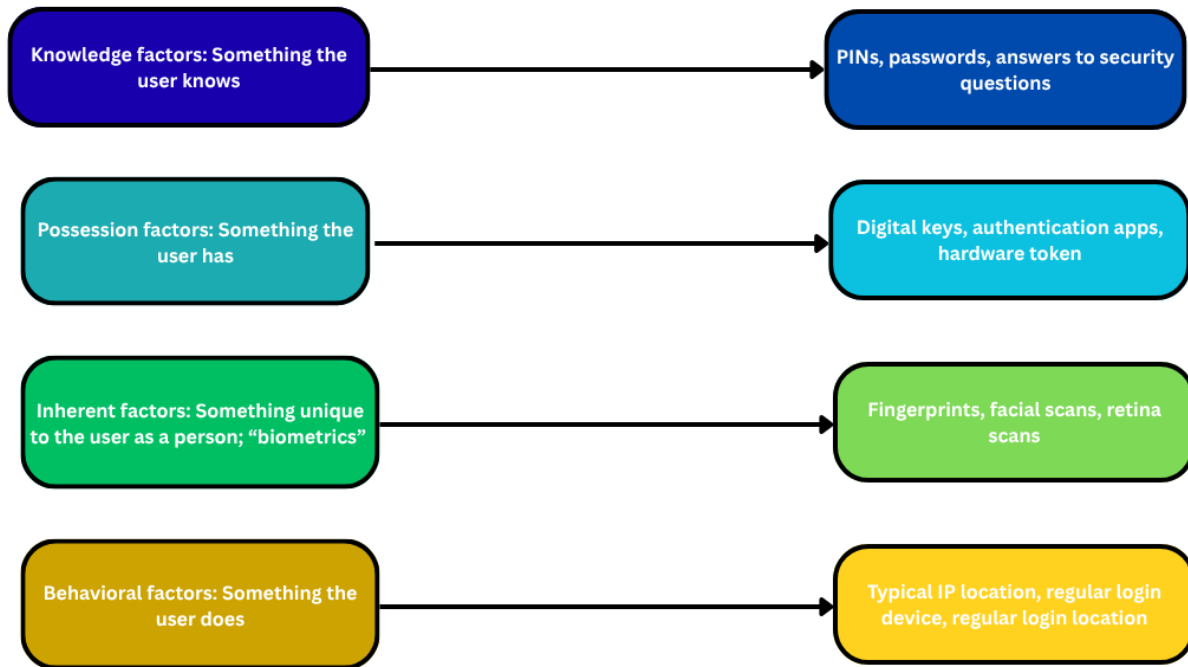 Knowledge factors: Something the
user knows
PINs, passwords, answers to security
questions
Possession factors: Something the
user has
Digital keys, authentication apps,
hardware token
Inherent factors: Something unique
to the user as a person; “biometrics”
Fingerprints, facial scans, retina
scans
Behavioral factors: Something the
user does
Typical IP location, regular login
device, regular login location